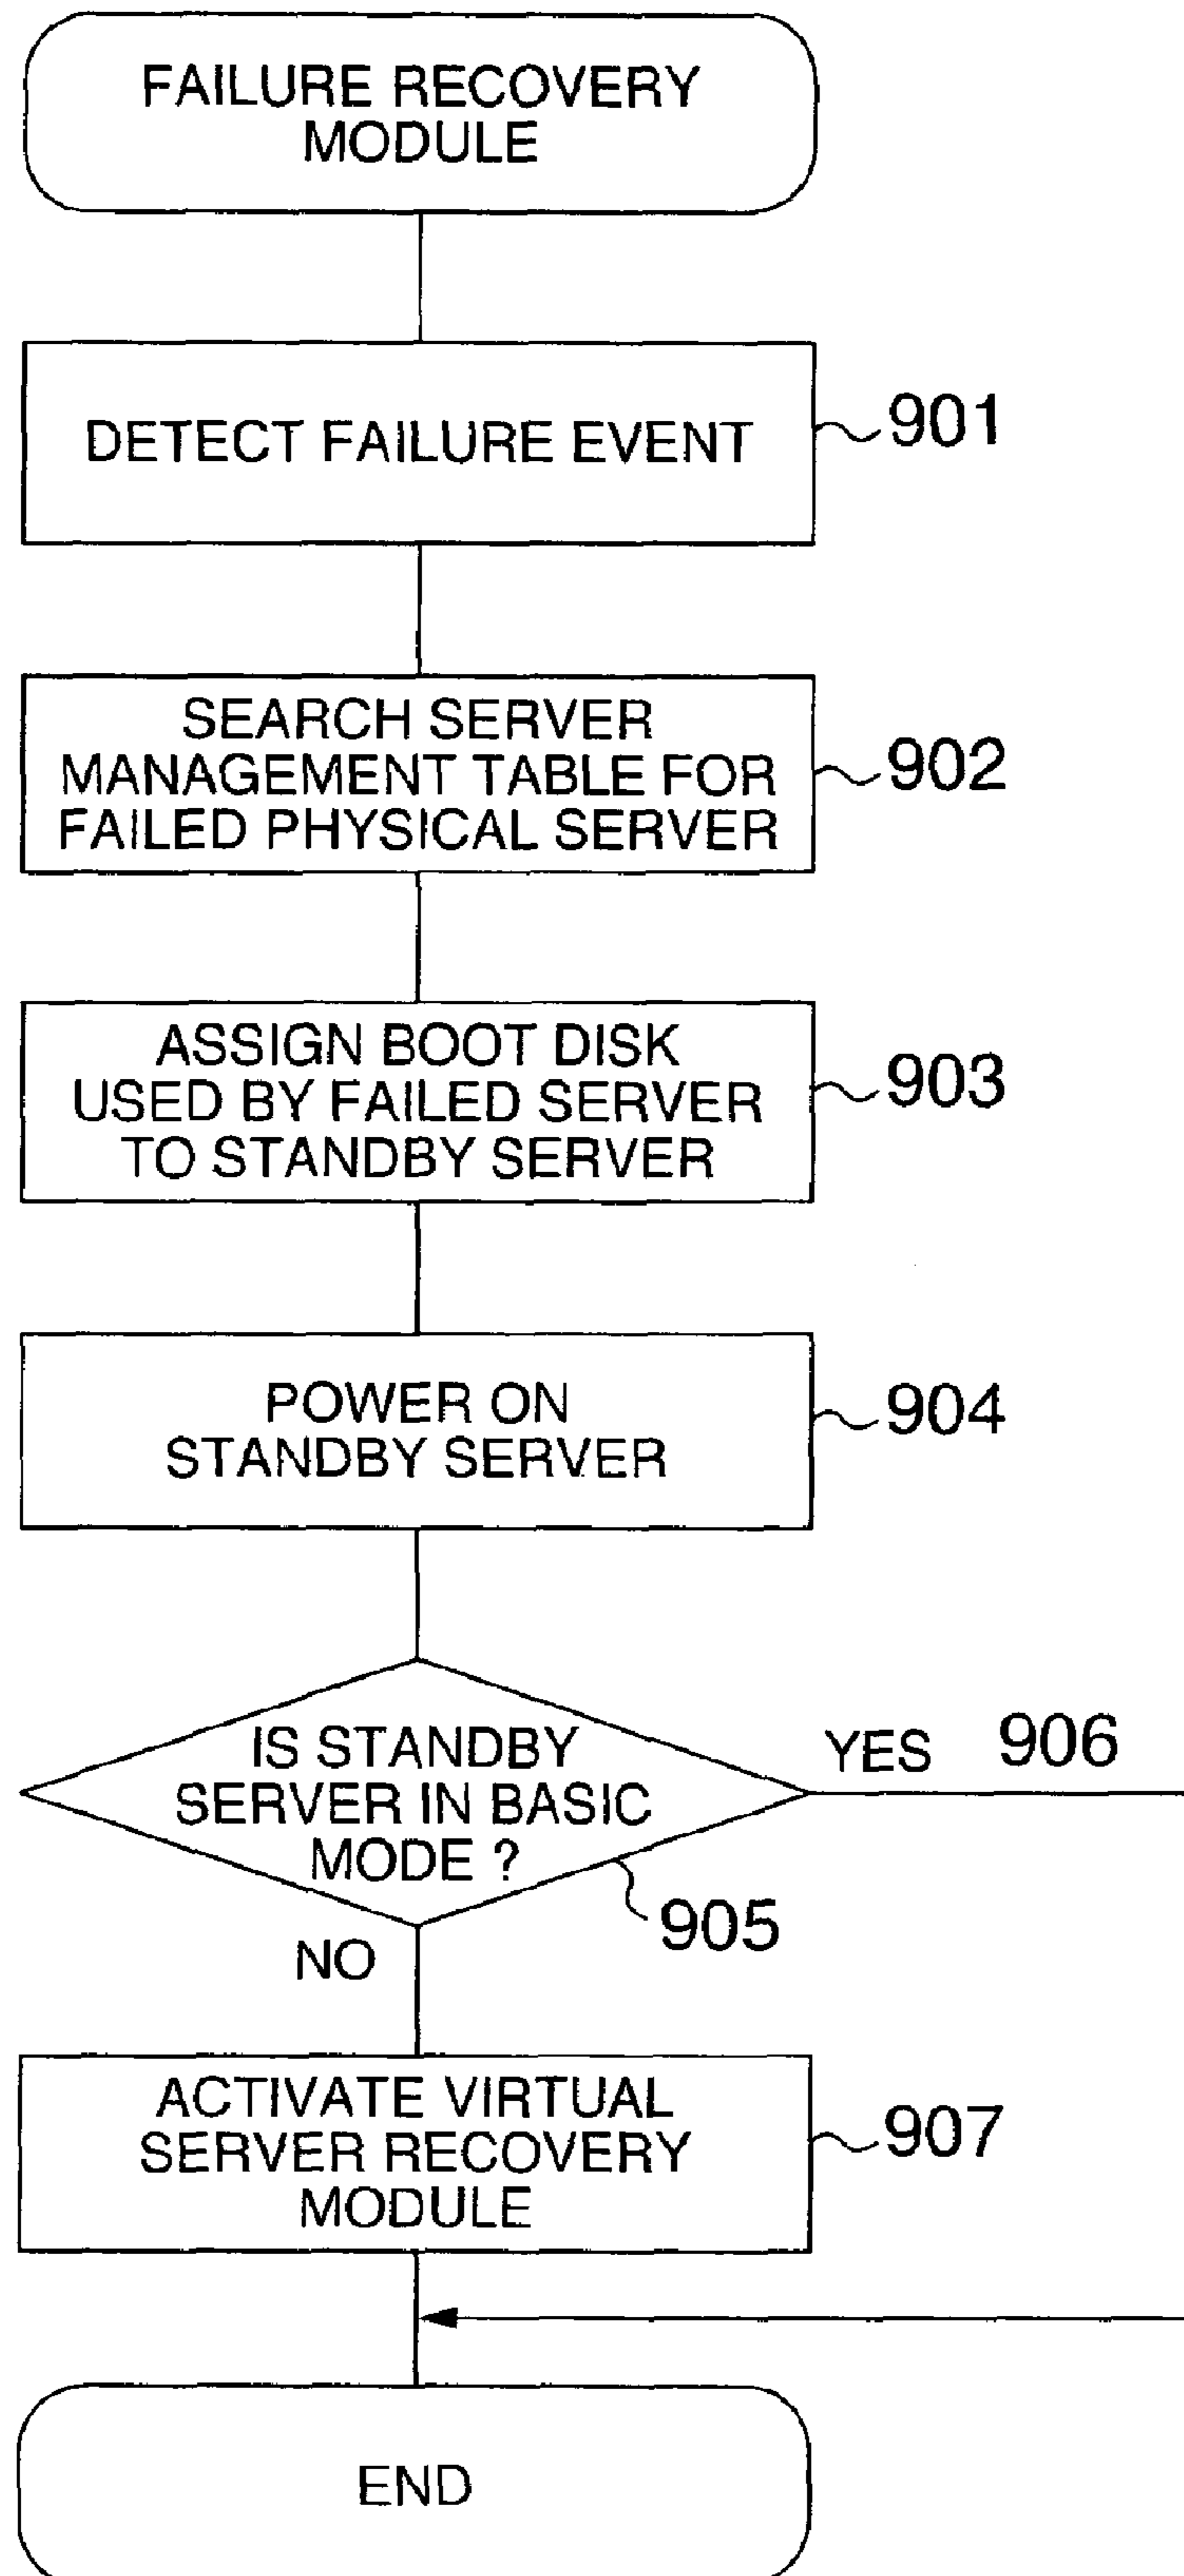 FAILURE RECOVERY
MODULE
DETECT FAILURE EVENT
901
SEARCH SERVER
MANAGEMENT TABLE FOR
FAILED PHYSICAL SERVER
902
ASSIGN BOOT DISK
USED BY FAILED SERVER
TO STANDBY SERVER
903
POWER ON
STANDBY SERVER
904
IS STANDBY
SERVER IN BASIC
MODE ?
YES
906
905
NO
ACTIVATE VIRTUAL
SERVER RECOVERY
MODULE
907
END